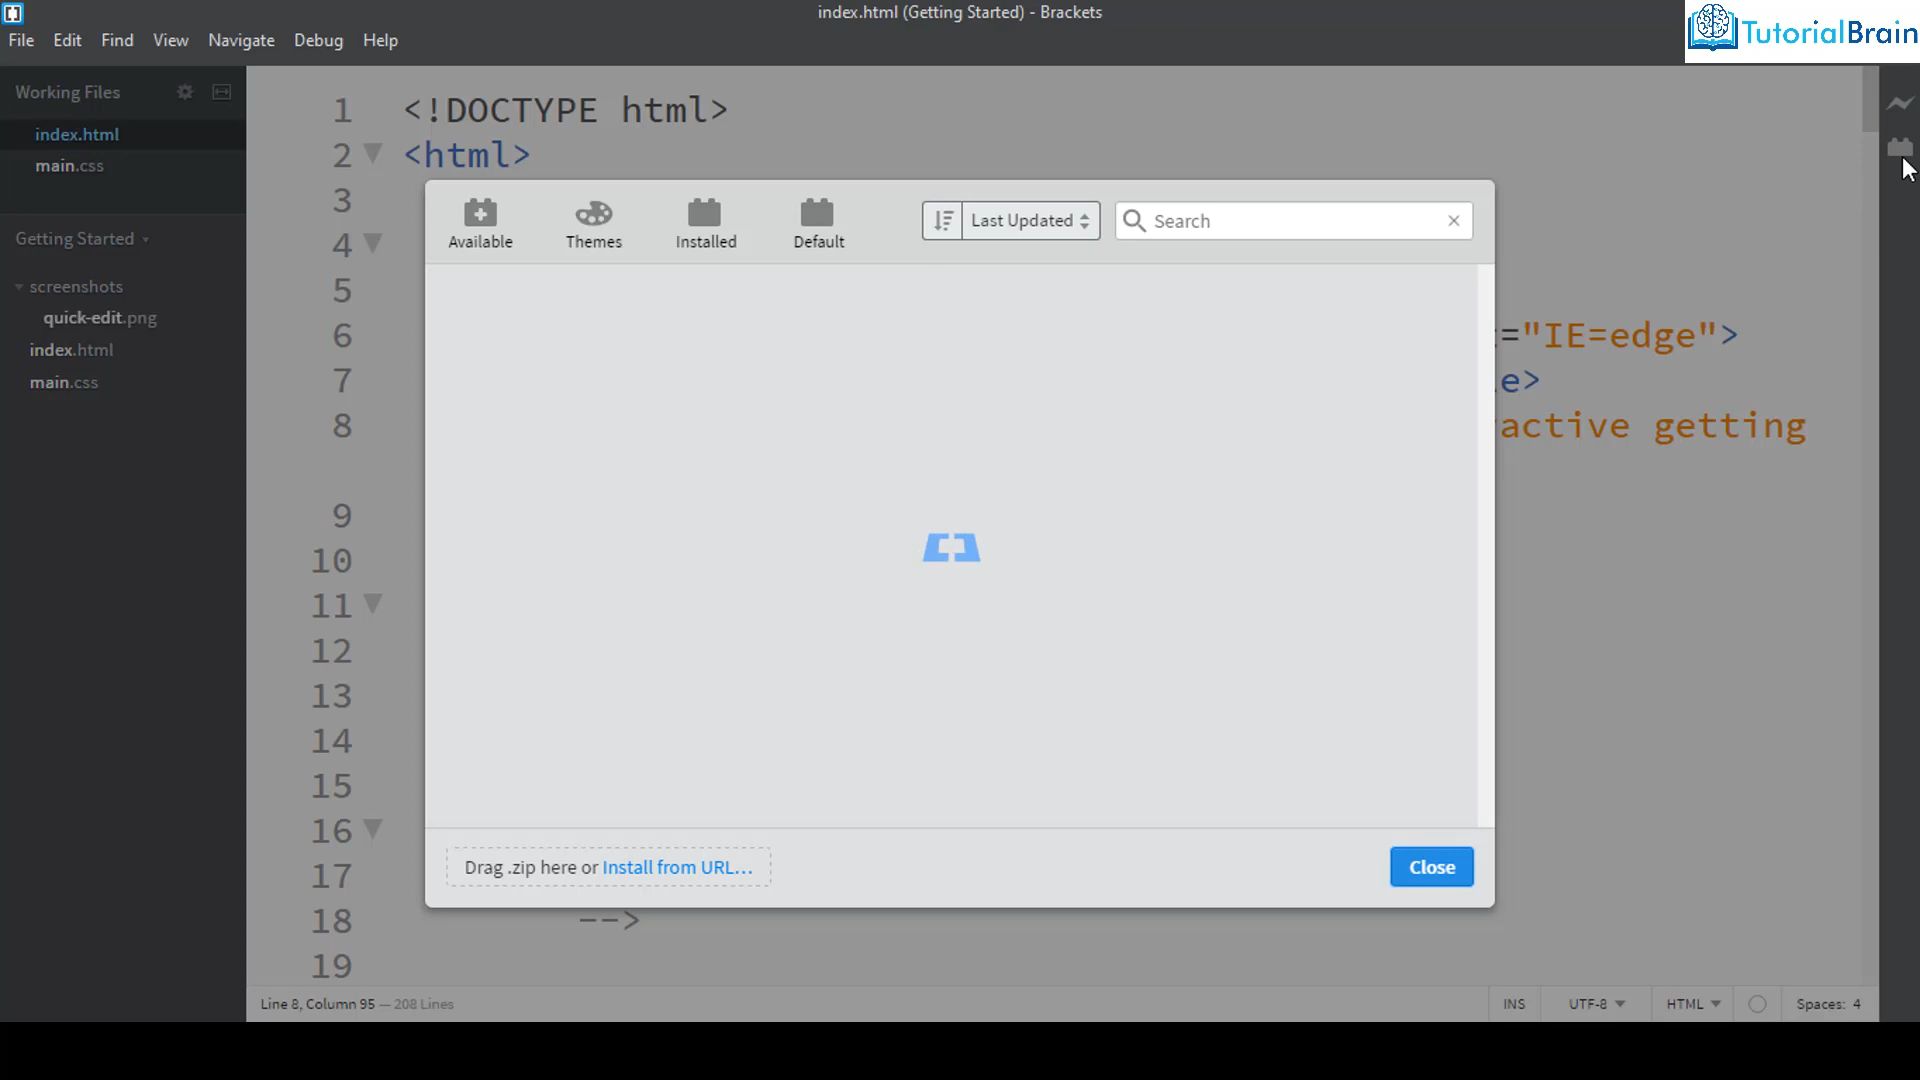 index.html (Getting Started) - Brackets
TutorialBrain
File Edit Find View Navigate Debug Help
Working Files
index.html
main.css
Getting Started
screenshots
quick-edit.png
index.html
main.css
1 <!DOCTYPE html>
2 <html>
3
4
5
6 ="IE=edge">
7 e>
8 active getting
9
10
11
12
13
14
15
16
17
18 -->
19
Available Themes Installed Default Last Updated Search
Drag .zip here or Install from URL...
Close
Line 8, Column 95 — 208 Lines
INS UTF-8 HTML Spaces: 4